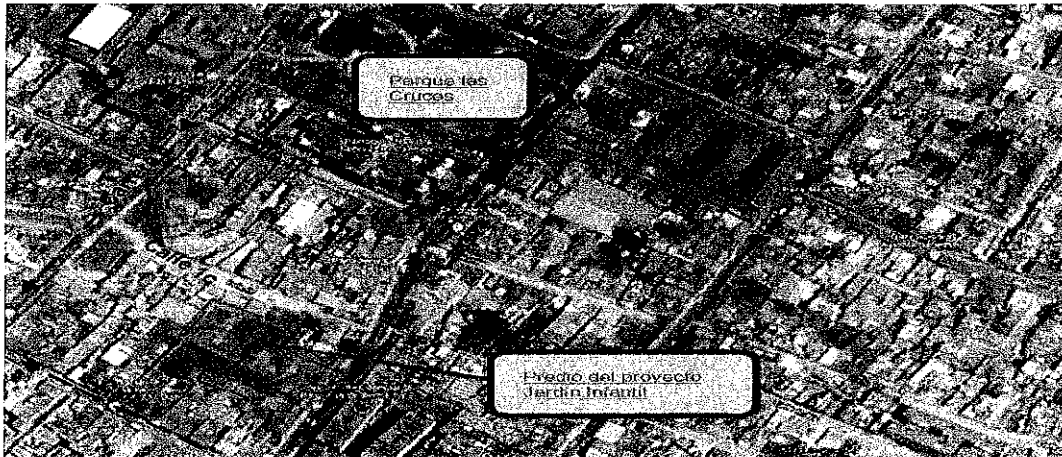 Parque las
Cruces
Predio del proyecto
Jardín Infantil